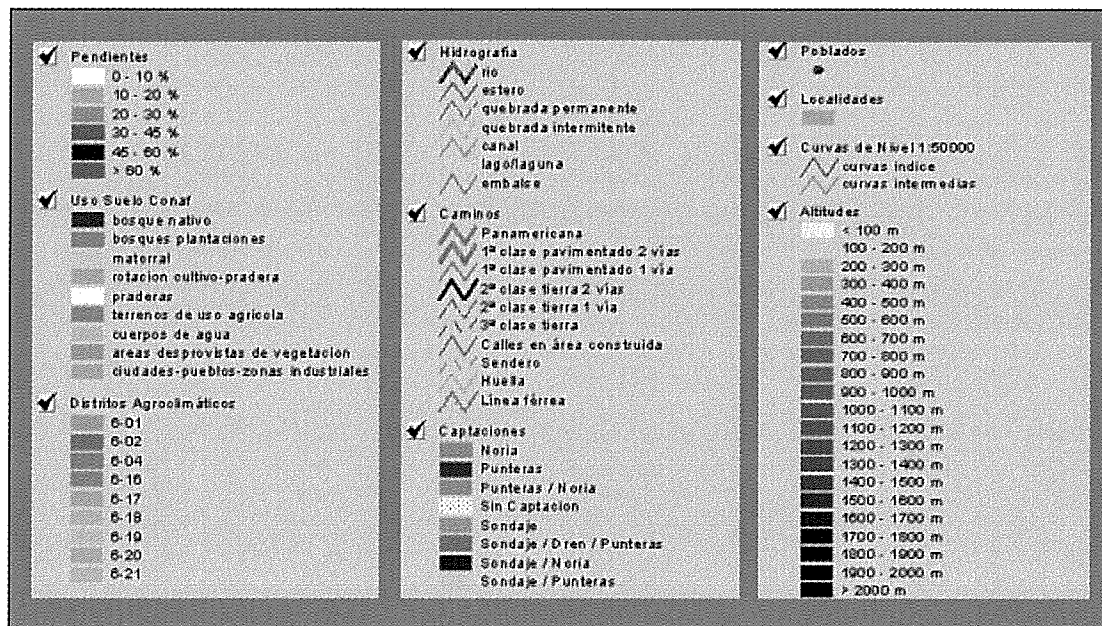 Pendientes
0 - 10 %
10 - 20 %
20 - 30 %
30 - 45 %
45 - 60 %
> 60 %
Uso Suelo Conaf
bosque nativo
bosques plantaciones
matorral
rotacion cultivo-pradera
praderas
terrenos de uso agricola
cuerpos de agua
areas desprovistas de vegetacion
ciudades-pueblos-zonas industriales
Distritos Agroclimáticos
6-01
6-02
6-04
6-16
6-17
6-18
6-19
6-20
6-21
Hidrografia
rio
estero
quebrada permanente
quebrada intermitente
canal
lago/laguna
embalse
Caminos
Panamericana
1ª clase pavimentado 2 vías
1ª clase pavimentado 1 vía
2ª clase tierra 2 vías
2ª clase tierra 1 vía
3ª clase tierra
Calles en área construida
Sendero
Huella
Línea férrea
Captaciones
Noria
Punteras
Punteras / Noria
Sin Captacion
Sondaje
Sondaje / Dren / Punteras
Sondaje / Noria
Sondaje / Punteras
Poblados
Localidades
Curvas de Nivel 1:50000
curvas indice
curvas intermedias
Altitudes
< 100 m
100 - 200 m
200 - 300 m
300 - 400 m
400 - 500 m
500 - 600 m
600 - 700 m
700 - 800 m
800 - 900 m
900 - 1000 m
1000 - 1100 m
1100 - 1200 m
1200 - 1300 m
1300 - 1400 m
1400 - 1500 m
1500 - 1600 m
1600 - 1700 m
1700 - 1800 m
1800 - 1900 m
1900 - 2000 m
> 2000 m